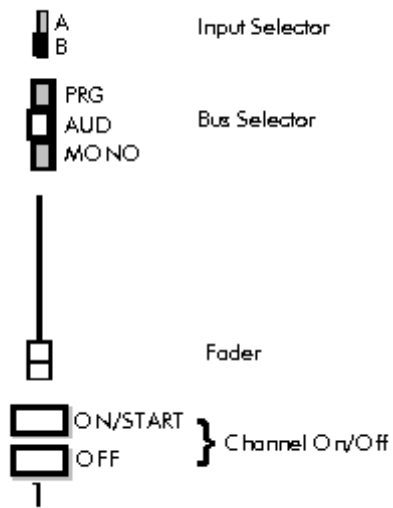 A
B
Input Selector
PRG
AUD
MONO
Bus Selector
Fader
ON/START
OFF
} Channel On/Off
1